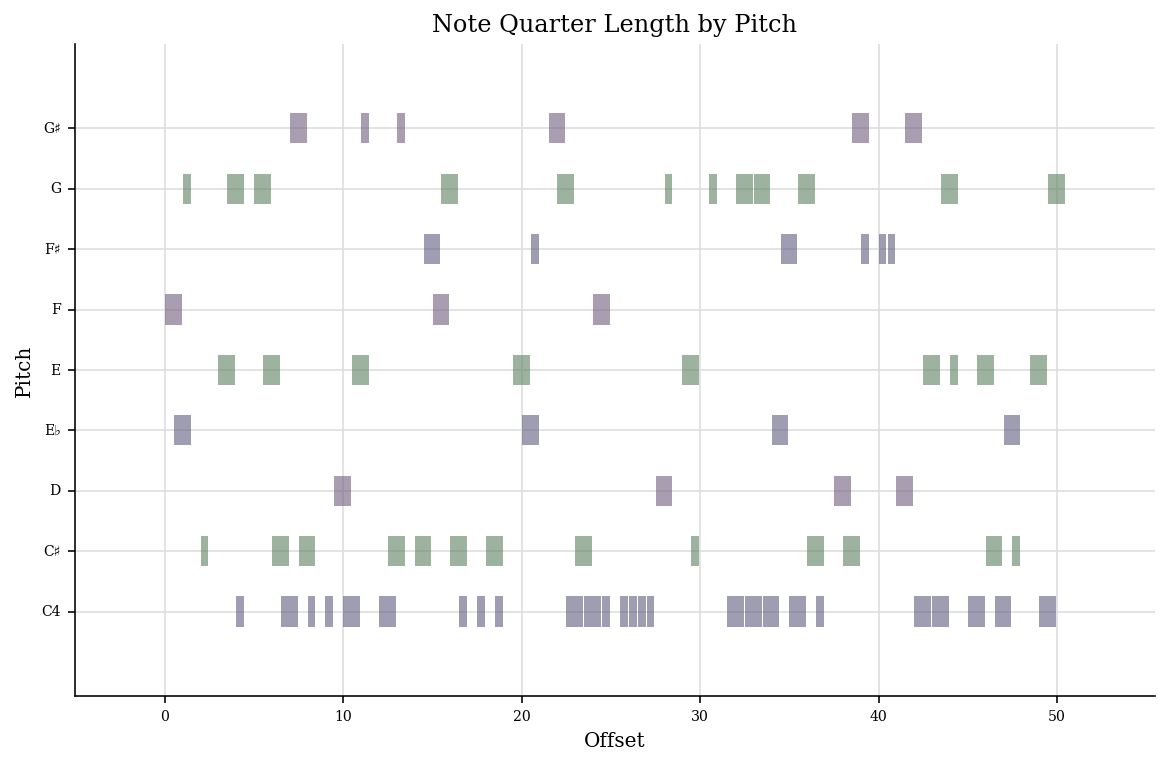 Note Quarter Length by Pitch
G♯
G
F♯
F
E
E♭
D
C♯
C4
Pitch
0 10 20 30 40 50
Offset